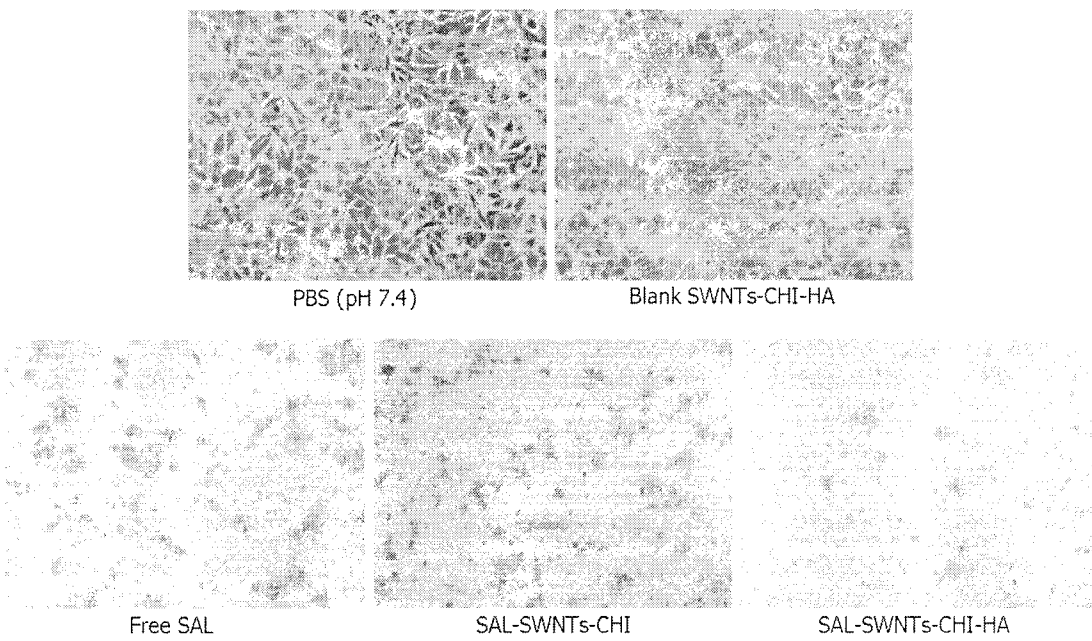 PBS (pH 7.4)
Blank SWNTs-CHI-HA
Free SAL
SAL-SWNTs-CHI
SAL-SWNTs-CHI-HA